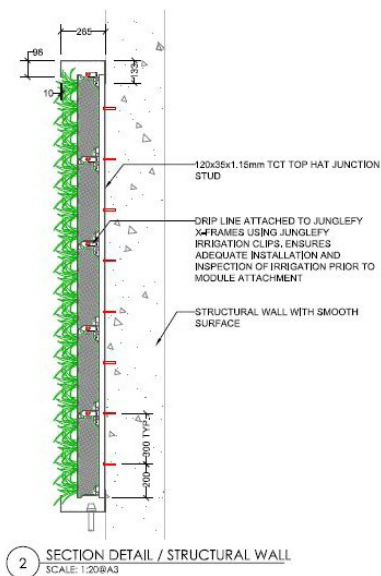 265
98
133
10
120x35x1.15mm TCT TOP HAT JUNCTION
STUD
DRIP LINE ATTACHED TO JUNGLEFY
X-FRAMES USING JUNGLEFY
IRRIGATION CLIPS. ENSURES
ADEQUATE INSTALLATION AND
INSPECTION OF IRRIGATION PRIOR TO
MODULE ATTACHMENT
STRUCTURAL WALL WITH SMOOTH
SURFACE
300 TYP.
200
2
SECTION DETAIL / STRUCTURAL WALL
SCALE: 1:20@A3